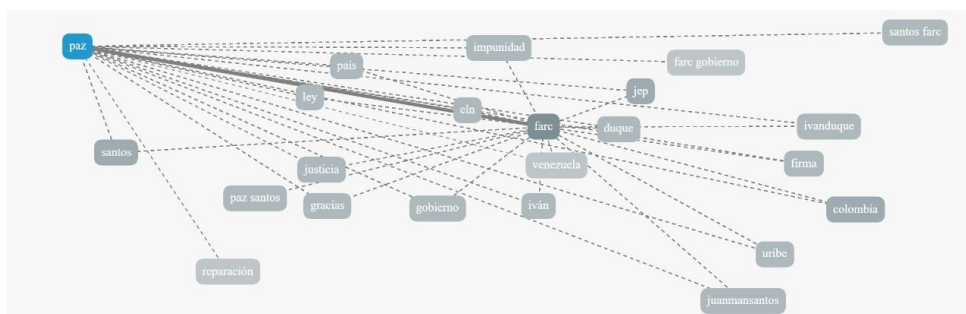 santos farc
paz
impunidad
farc gobierno
pais
jep
ley
eln
farc
duque
ivanduque
santos
venezuela
firma
justicia
paz santos
gracias
gobierno
iván
colombia
uribe
reparación
juanmansantos